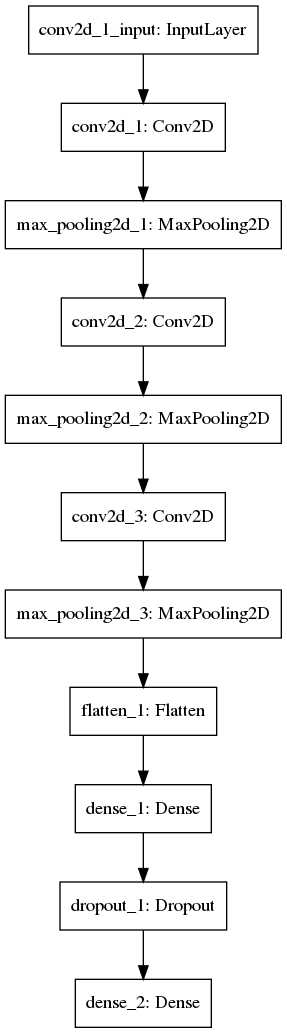 conv2d_1_input: InputLayer
conv2d_1: Conv2D
max_pooling2d_1: MaxPooling2D
conv2d_2: Conv2D
max_pooling2d_2: MaxPooling2D
conv2d_3: Conv2D
max_pooling2d_3: MaxPooling2D
flatten_1: Flatten
dense_1: Dense
dropout_1: Dropout
dense_2: Dense